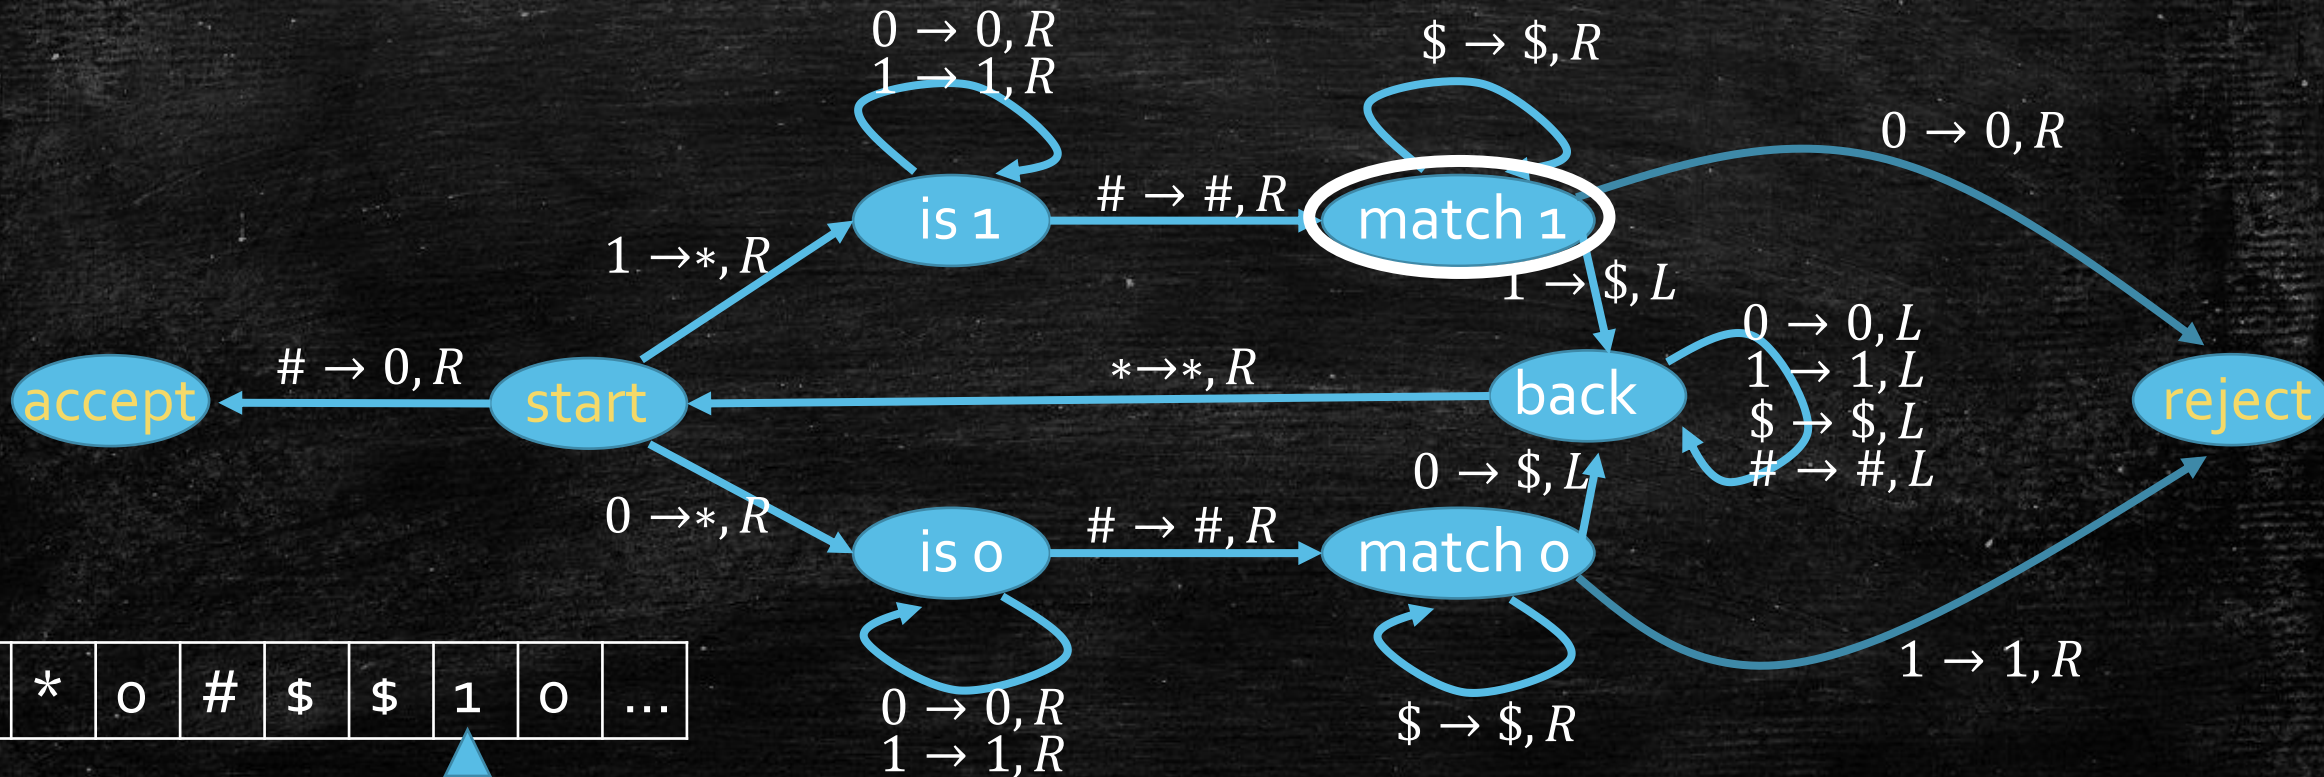 0 → 0, R
1 → 1, R
$ → $, R
0 → 0, R
is 1
# → #, R
match 1
1 →*, R
1 → $, L
0 → 0, L
1 → 1, L
$ → $, L
# → #, L
accept
# → 0, R
start
*→*, R
back
reject
0 → $, L
0 →*, R
is 0
# → #, R
match 0
1 → 1, R
* 0 # $ $ 1 0 ...
0 → 0, R
1 → 1, R
$ → $, R